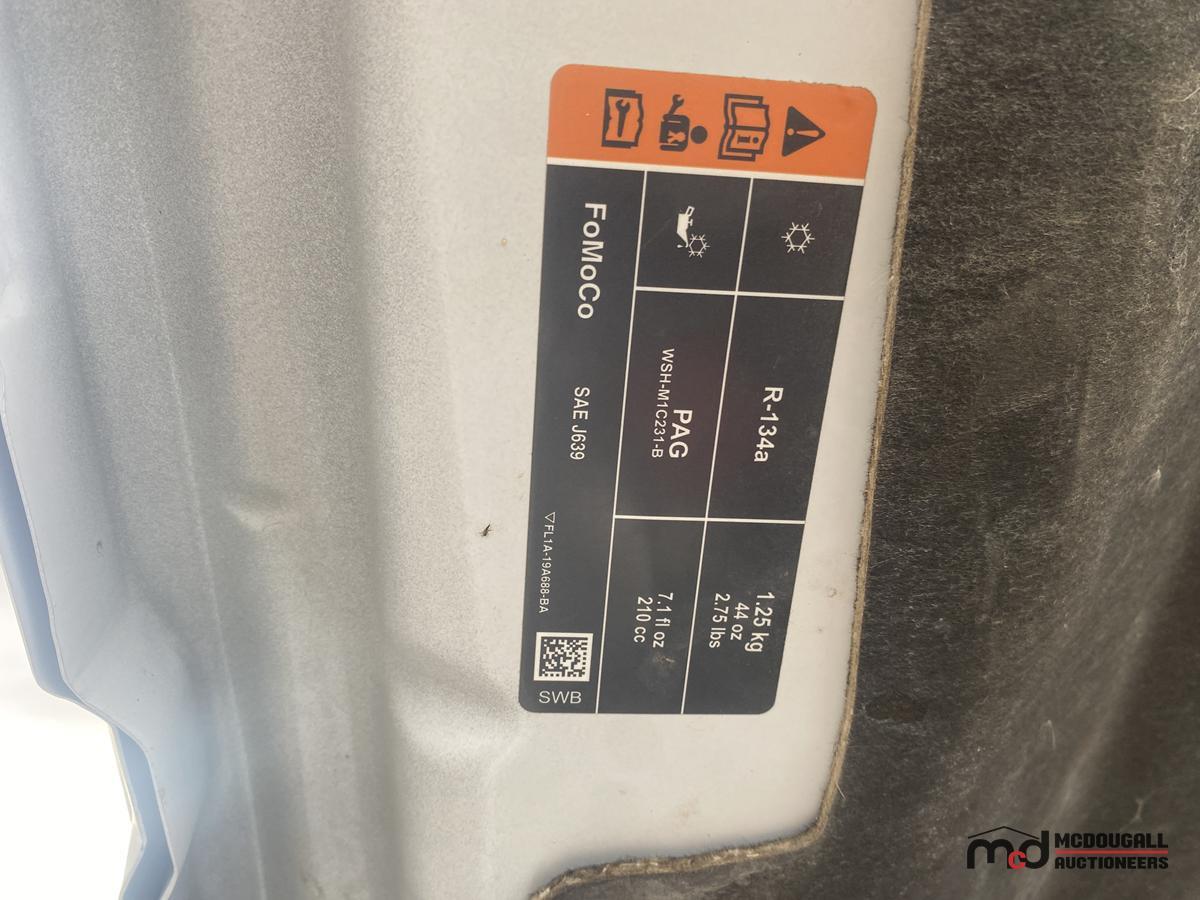 R-134a
1.25 kg
44 oz
2.75 lbs
PAG
WSH-M1C231-B
7.1 fl oz
210 cc
FoMoCo
SAE J639
▽FL1A-19A688-BA
SWB
mcd
MCDOUGALL
AUCTIONEERS